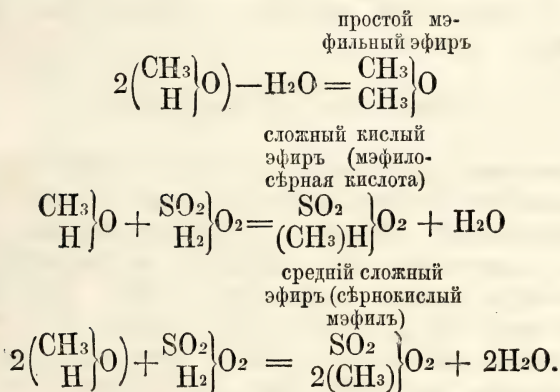 простой мэ-
фильный эфиръ
2(CH₃ H}O)—H₂O=CH₃ CH₃}O
сложный кислый
эфиръ (мэфило-
сѣрная кислота)
CH₃ H}O + SO₂ H₂}O₂= SO₂ (CH₃)H}O₂ + H₂O
средній сложный
эфиръ (сѣрнокислый
мэфилъ)
2(CH₃ H}O)+SO₂ H₂}O₂ = SO₂ 2(CH₃)}O₂ + 2H₂O.